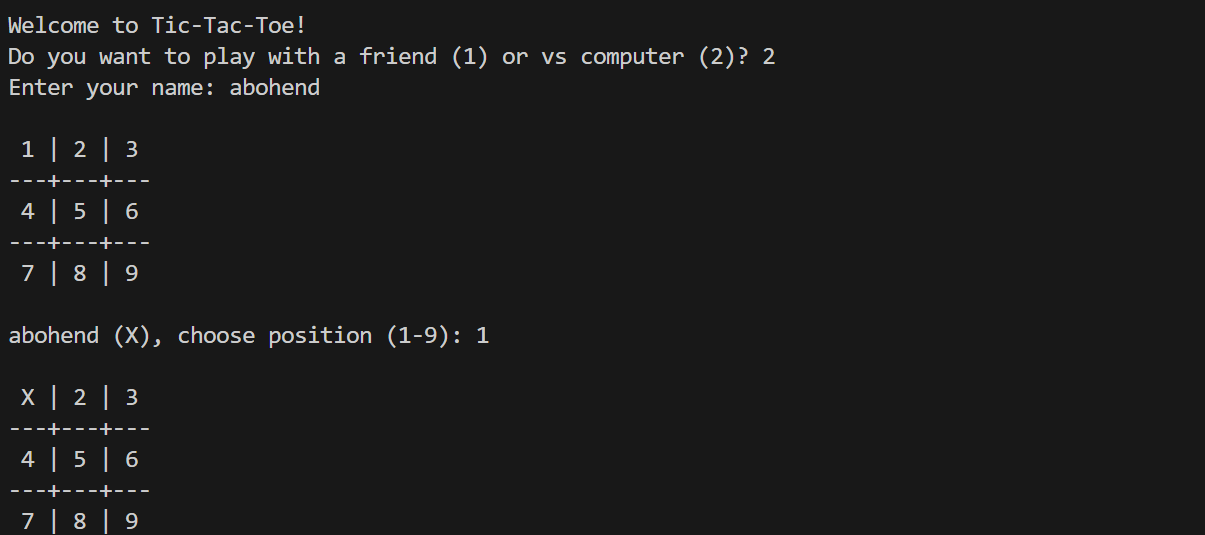 Welcome to Tic-Tac-Toe!
Do you want to play with a friend (1) or vs computer (2)? 2
Enter your name: abohend
1 | 2 | 3
---+---+---
4 | 5 | 6
---+---+---
7 | 8 | 9
abohend (X), choose position (1-9): 1
X | 2 | 3
---+---+---
4 | 5 | 6
---+---+---
7 | 8 | 9